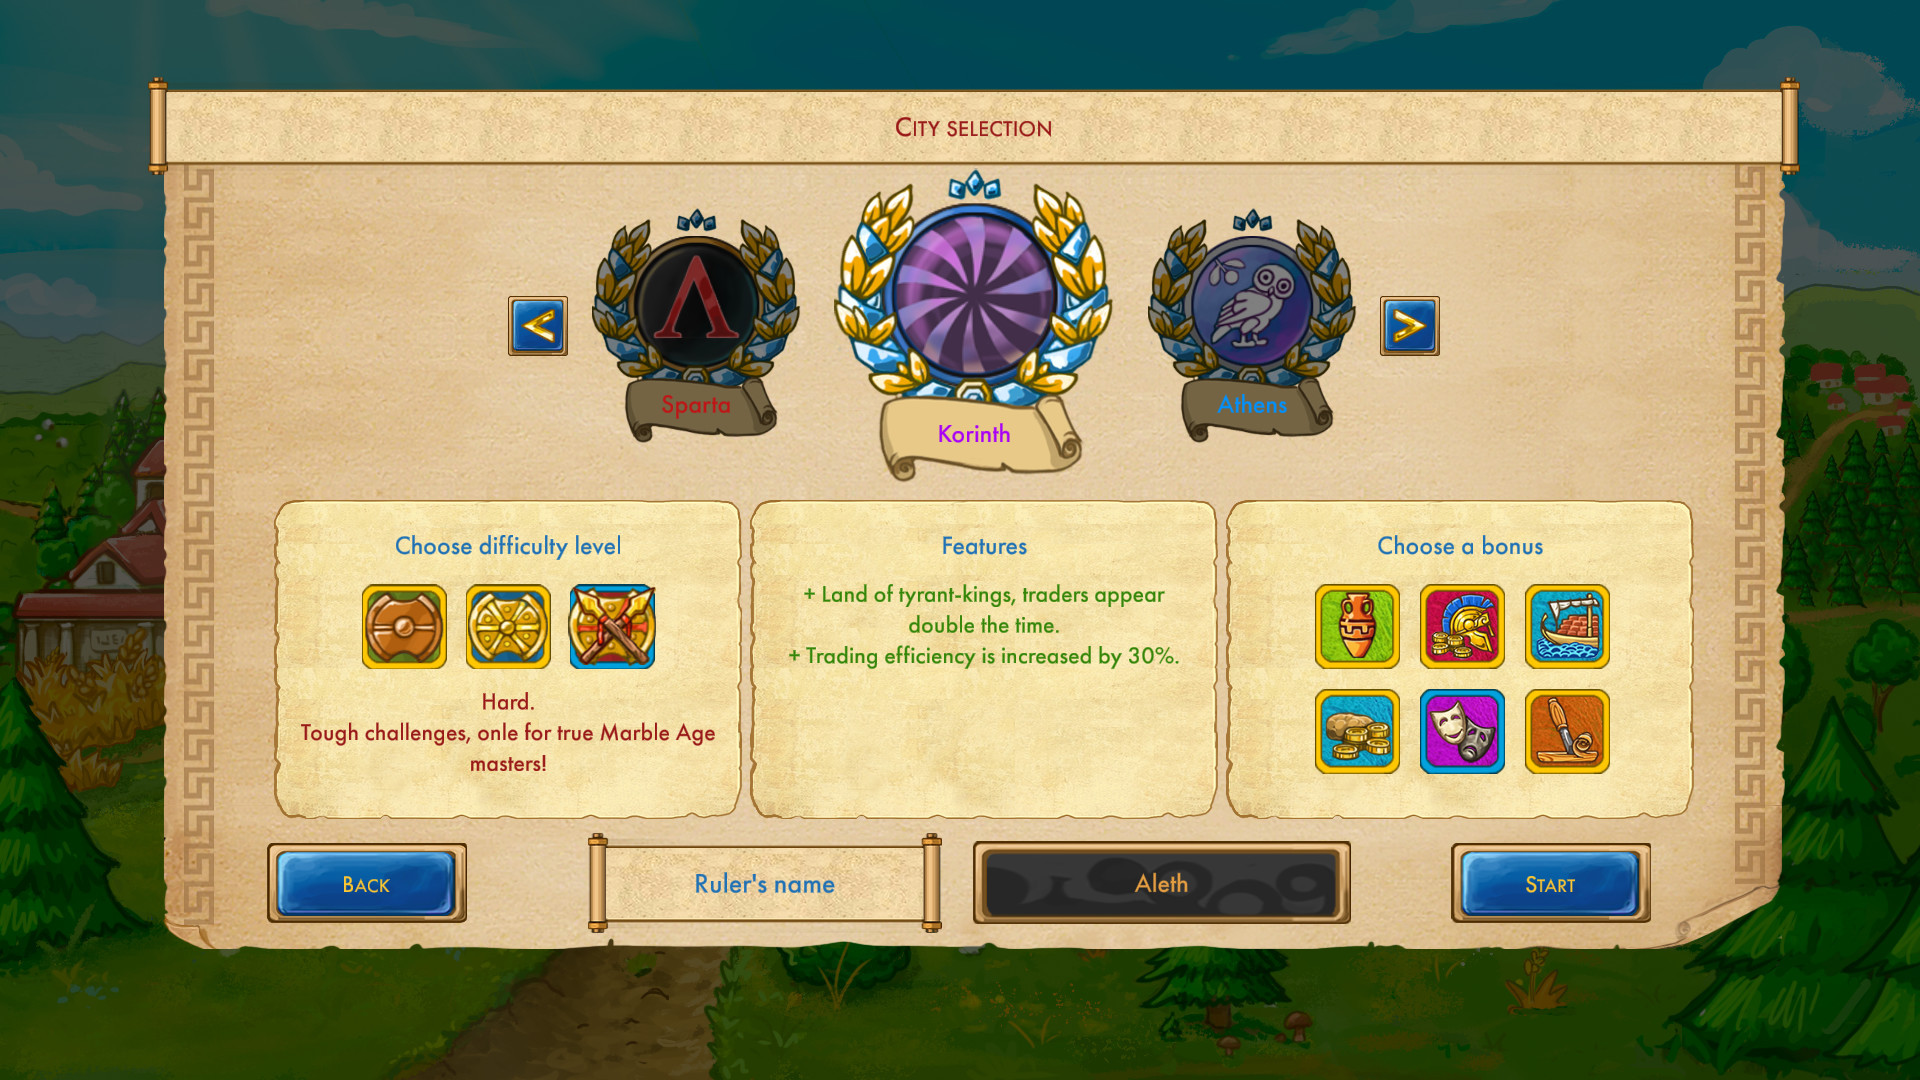 City selection
Sparta
Korinth
Athens
Choose difficulty level
Hard.
Tough challenges, onle for true Marble Age
masters!
Features
+ Land of tyrant-kings, traders appear
double the time.
+ Trading efficiency is increased by 30%.
Choose a bonus
Back
Ruler's name
Aleth
Start